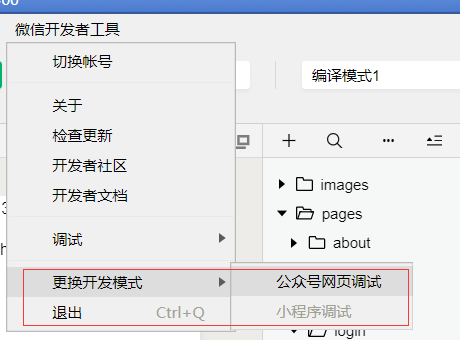 微信开发者工具
切换帐号
编译模式1
关于
检查更新
开发者社区
开发者文档
images
pages
about
调试
更换开发模式
公众号网页调试
退出 Ctrl+Q
小程序调试
login